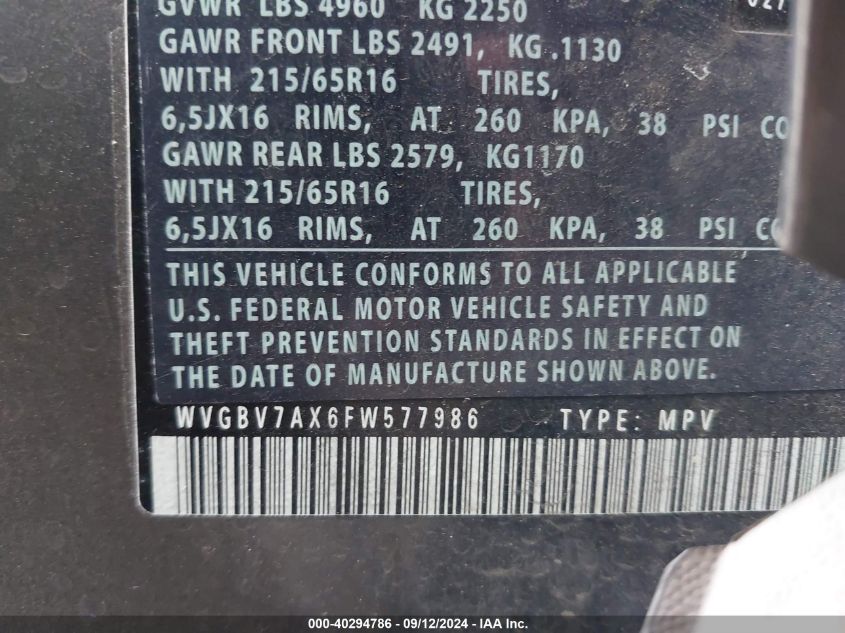 GVWR LBS 4960 KG 2250
GAWR FRONT LBS 2491, KG .1130
WITH 215/65R16 TIRES,
6,5JX16 RIMS, AT 260 KPA, 38 PSI CO
GAWR REAR LBS 2579, KG1170
WITH 215/65R16 TIRES,
6,5JX16 RIMS, AT 260 KPA, 38 PSI
THIS VEHICLE CONFORMS TO ALL APPLICABLE
U.S. FEDERAL MOTOR VEHICLE SAFETY AND
THEFT PREVENTION STANDARDS IN EFFECT ON
THE DATE OF MANUFACTURE SHOWN ABOVE.
WVGBV7AX6FW577986 TYPE: MPV
000-40294786 - 09/12/2024 - IAA Inc.